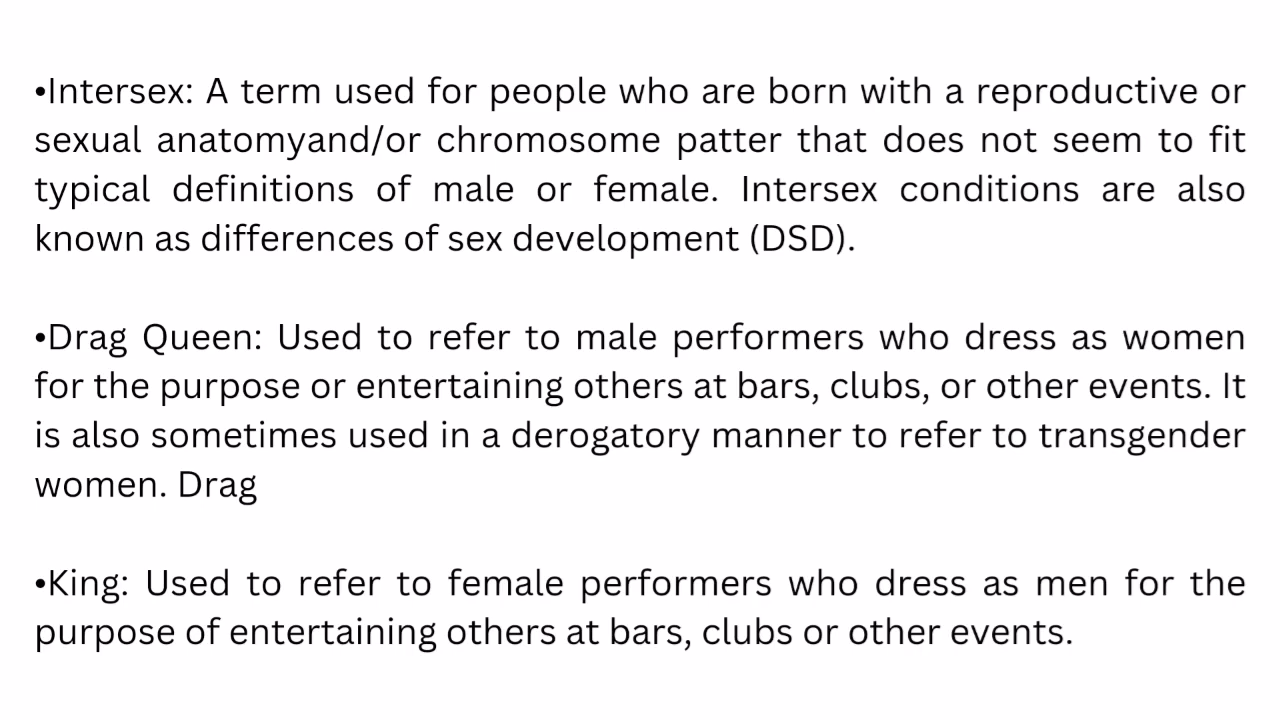 •Intersex: A term used for people who are born with a reproductive or
sexual anatomyand/or chromosome patter that does not seem to fit
typical definitions of male or female. Intersex conditions are also
known as differences of sex development (DSD).
•Drag Queen: Used to refer to male performers who dress as women
for the purpose or entertaining others at bars, clubs, or other events. It
is also sometimes used in a derogatory manner to refer to transgender
women. Drag
•King: Used to refer to female performers who dress as men for the
purpose of entertaining others at bars, clubs or other events.